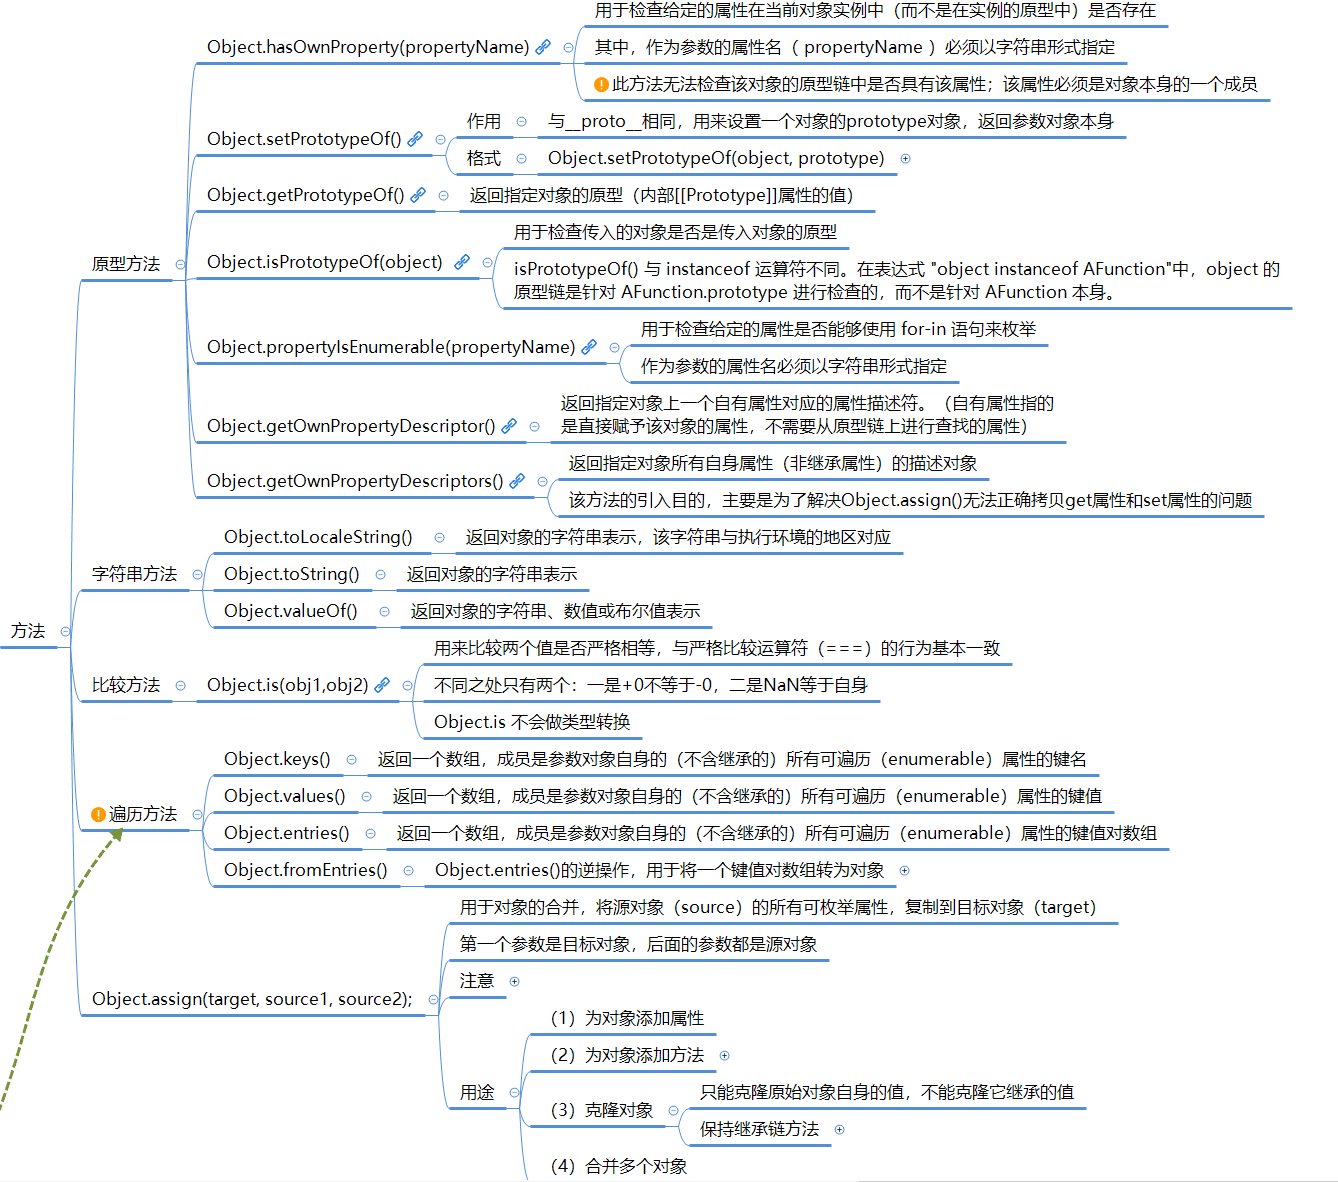 方法
原型方法
Object.hasOwnProperty(propertyName)
用于检查给定的属性在当前对象实例中（而不是在实例的原型中）是否存在
其中，作为参数的属性名（ propertyName ）必须以字符串形式指定
此方法无法检查该对象的原型链中是否具有该属性；该属性必须是对象本身的一个成员
Object.setPrototypeOf()
作用
与__proto__相同，用来设置一个对象的prototype对象，返回参数对象本身
格式
Object.setPrototypeOf(object, prototype)
Object.getPrototypeOf()
返回指定对象的原型（内部[[Prototype]]属性的值）
Object.isPrototypeOf(object)
用于检查传入的对象是否是传入对象的原型
isPrototypeOf() 与 instanceof 运算符不同。在表达式 "object instanceof AFunction"中，object 的
原型链是针对 AFunction.prototype 进行检查的，而不是针对 AFunction 本身。
Object.propertyIsEnumerable(propertyName)
用于检查给定的属性是否能够使用 for-in 语句来枚举
作为参数的属性名必须以字符串形式指定
Object.getOwnPropertyDescriptor()
返回指定对象上一个自有属性对应的属性描述符。（自有属性指的
是直接赋予该对象的属性，不需要从原型链上进行查找的属性）
Object.getOwnPropertyDescriptors()
返回指定对象所有自身属性（非继承属性）的描述对象
该方法的引入目的，主要是为了解决Object.assign()无法正确拷贝get属性和set属性的问题
字符串方法
Object.toLocaleString()
返回对象的字符串表示，该字符串与执行环境的地区对应
Object.toString()
返回对象的字符串表示
Object.valueOf()
返回对象的字符串、数值或布尔值表示
比较方法
Object.is(obj1,obj2)
用来比较两个值是否严格相等，与严格比较运算符（===）的行为基本一致
不同之处只有两个：一是+0不等于-0，二是NaN等于自身
Object.is 不会做类型转换
遍历方法
Object.keys()
返回一个数组，成员是参数对象自身的（不含继承的）所有可遍历（enumerable）属性的键名
Object.values()
返回一个数组，成员是参数对象自身的（不含继承的）所有可遍历（enumerable）属性的键值
Object.entries()
返回一个数组，成员是参数对象自身的（不含继承的）所有可遍历（enumerable）属性的键值对数组
Object.fromEntries()
Object.entries()的逆操作，用于将一个键值对数组转为对象
Object.assign(target, source1, source2);
用于对象的合并，将源对象（source）的所有可枚举属性，复制到目标对象（target）
第一个参数是目标对象，后面的参数都是源对象
注意
用途
（1）为对象添加属性
（2）为对象添加方法
（3）克隆对象
只能克隆原始对象自身的值，不能克隆它继承的值
保持继承链方法
（4）合并多个对象